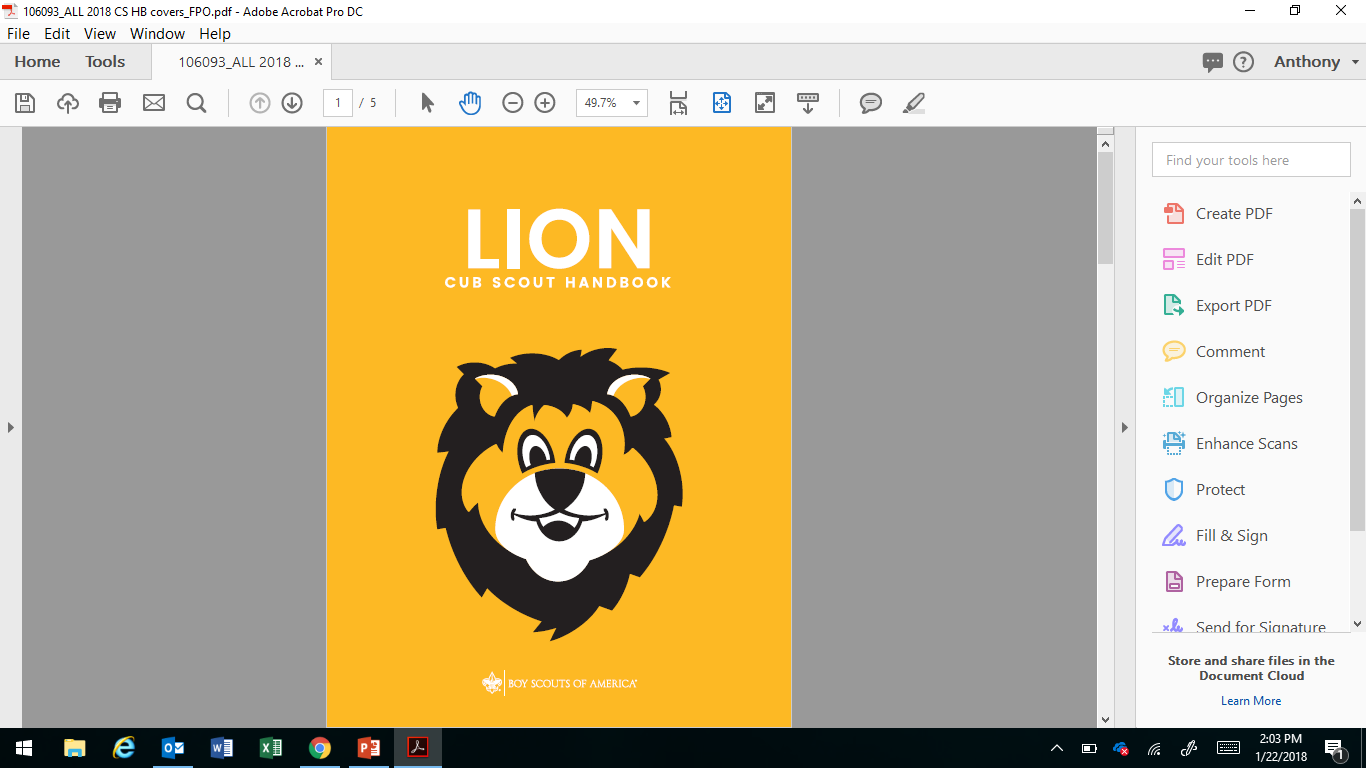 106093_ALL 2018 CS HB covers_FPO.pdf - Adobe Acrobat Pro DC
File Edit View Window Help
Home Tools 106093_ALL 2018 ... × ? Anthony
1 / 5 49.7%
Find your tools here
LION
CUB SCOUT HANDBOOK
BOY SCOUTS OF AMERICA®
Create PDF
Edit PDF
Export PDF
Comment
Organize Pages
Enhance Scans
Protect
Fill & Sign
Prepare Form
Send for Signature
Store and share files in the
Document Cloud
Learn More
2:03 PM
1/22/2018
1